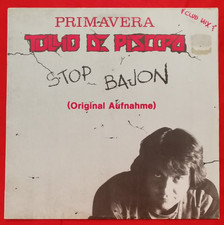 PRIMAVERA
(CLUB MIX)
TULLIO DE PISCOPO
STOP BAJON
(Original Aufnahme)